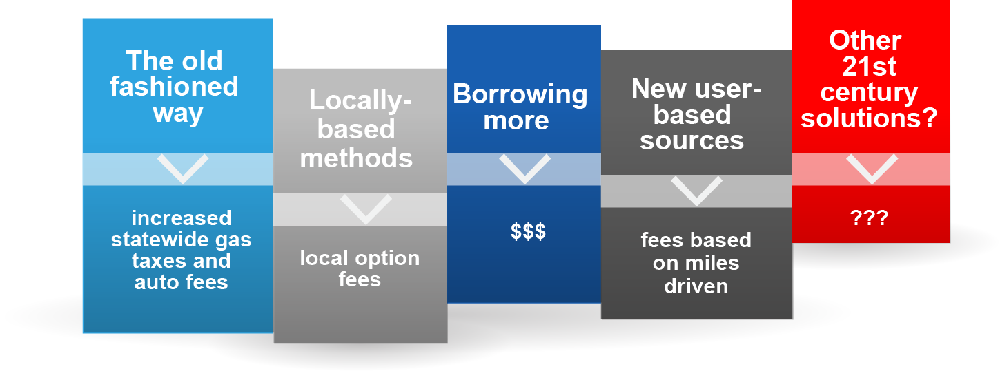 The old
fashioned
way
increased
statewide gas
taxes and
auto fees
Locally-
based
methods
local option
fees
Borrowing
more
$$$
New user-
based
sources
fees based
on miles
driven
Other
21st
century
solutions?
???